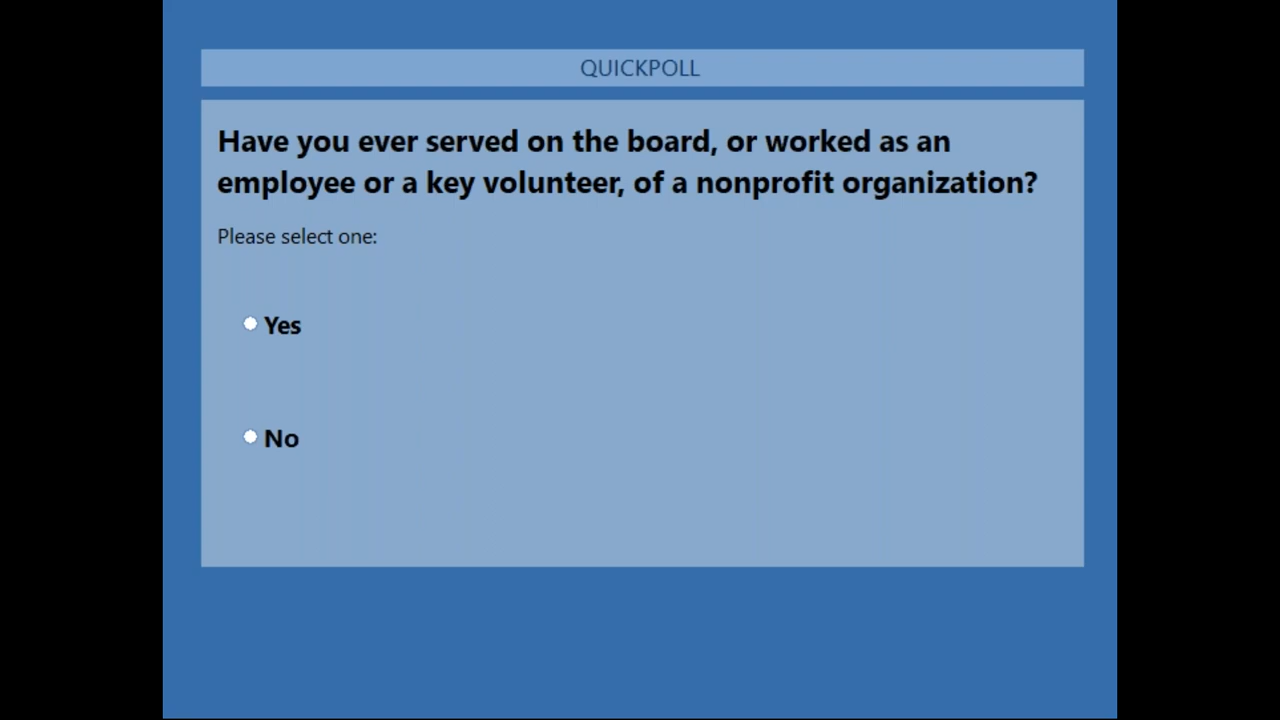 QUICKPOLL
Have you ever served on the board, or worked as an
employee or a key volunteer, of a nonprofit organization?
Please select one:
Yes
No